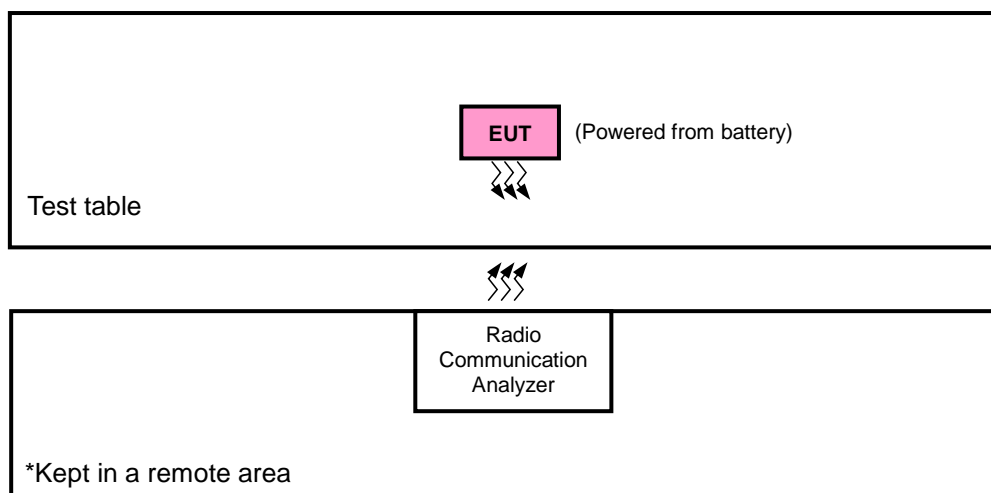 EUT
(Powered from battery)
Test table
Radio
Communication
Analyzer
*Kept in a remote area